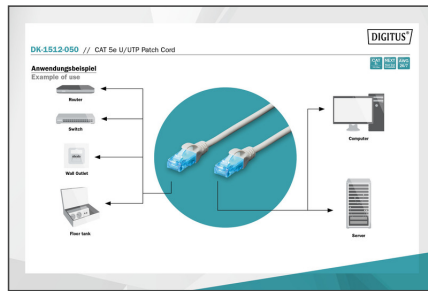 DIGITUS®
DK-1512-050 // CAT 5e U/UTP Patch Cord
Anwendungsbeispiel
Example of use
Router
Switch
Wall Outlet
Floor tank
Computer
Server